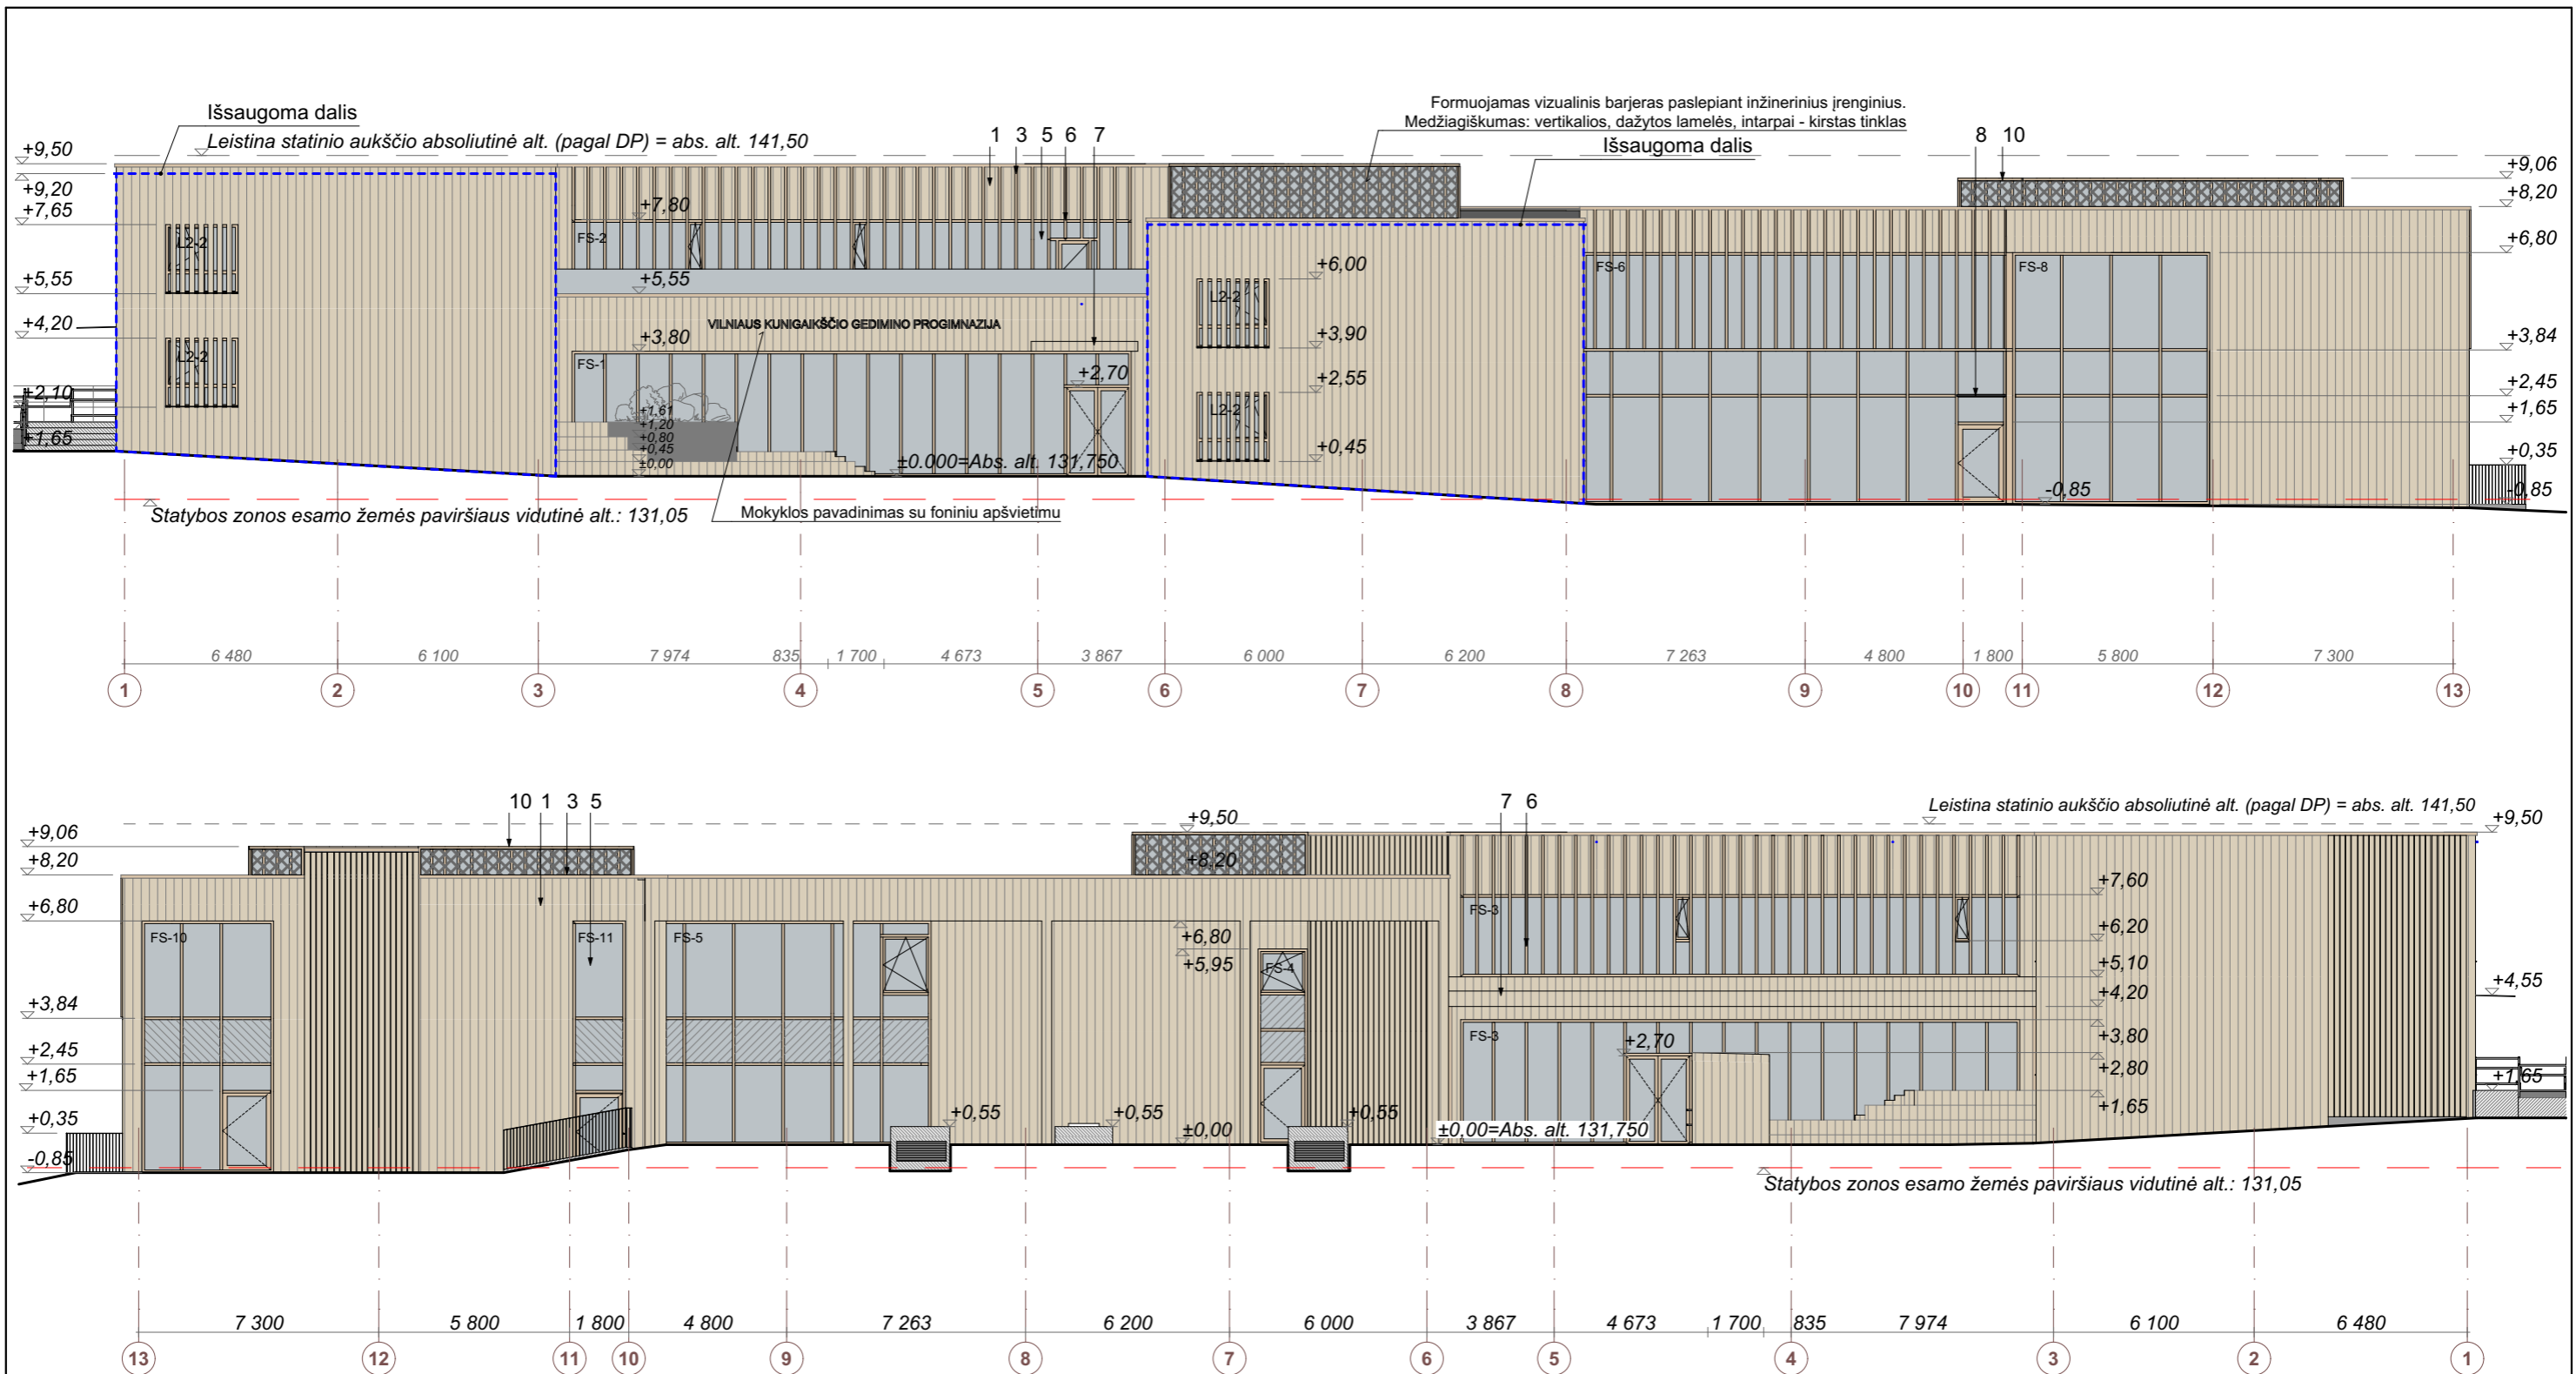 Išsaugoma dalis
Leistina statinio aukščio absoliutinė alt. (pagal DP) = abs. alt. 141,50
Formuojamas vizualinis barjeras paslepiant inžinerinius įrenginius.
Medžiagiškumas: vertikalios, dažytos lamelės, intarpai - kirstas tinklas
Išsaugoma dalis
1 3 5 6 7
8 10
+9,50
+9,20
+7,65
+5,55
+4,20
+2,10
+1,65
L2-2
L2-2
+7,80
FS-2
+5,55
VILNIAUS KUNIGAIKŠČIO GEDIMINO PROGIMNAZIJA
+3,80
FS-1
+2,70
+1,61
+1,20
+0,80
+0,45
±0,00
±0.000=Abs. alt. 131,750
L2-2
L2-2
+6,00
+3,90
+2,55
+0,45
FS-6
FS-8
-0,85
+9,06
+8,20
+6,80
+3,84
+2,45
+1,65
+0,35
-0,85
Statybos zonos esamo žemės paviršiaus vidutinė alt.: 131,05
Mokyklos pavadinimas su foniniu apšvietimu
6 480 6 100 7 974 835 1 700 4 673 3 867 6 000 6 200 7 263 4 800 1 800 5 800 7 300
1 2 3 4 5 6 7 8 9 10 11 12 13
10 1 3 5
7 6
Leistina statinio aukščio absoliutinė alt. (pagal DP) = abs. alt. 141,50
+9,06
+8,20
+6,80
+3,84
+2,45
+1,65
+0,35
-0,85
FS-10
FS-11
FS-5
+9,50
+8,20
+6,80
+5,95
FS-4
+0,55
+0,55
+0,55
±0,00
±0,00=Abs. alt. 131,750
FS-3
FS-3
+2,70
+7,60
+6,20
+5,10
+4,20
+3,80
+2,80
+1,65
+9,50
+4,55
+1,65
Statybos zonos esamo žemės paviršiaus vidutinė alt.: 131,05
7 300 5 800 1 800 4 800 7 263 6 200 6 000 3 867 4 673 1 700 835 7 974 6 100 6 480
13 12 11 10 9 8 7 6 5 4 3 2 1